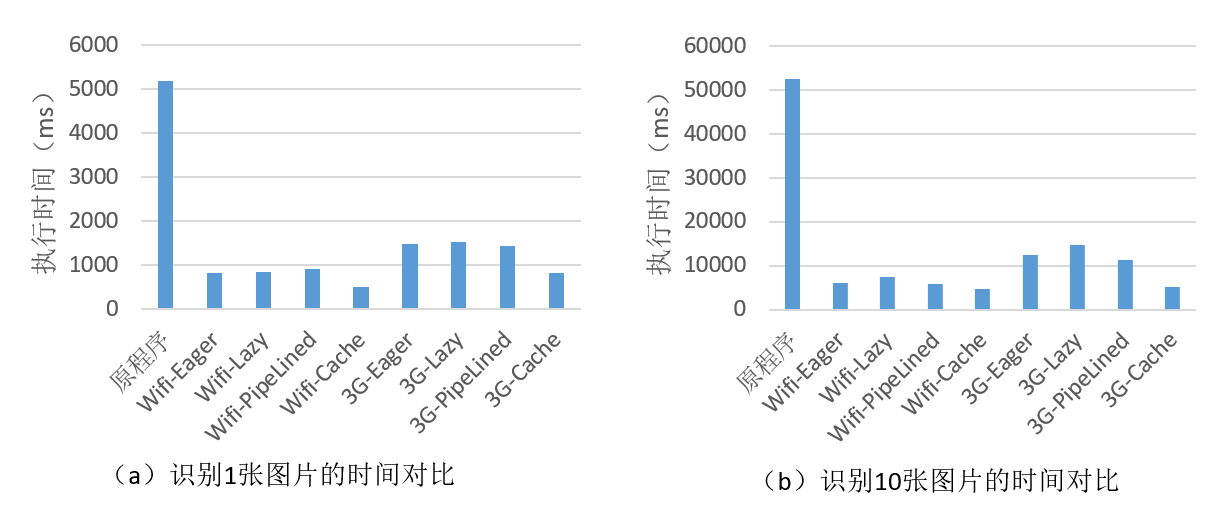 6000
5000
4000
3000
2000
1000
0
执行时间（ms）
原程序
Wifi-Eager
Wifi-Lazy
Wifi-PipeLined
Wifi-Cache
3G-Eager
3G-Lazy
3G-PipeLined
3G-Cache
（a）识别1张图片的时间对比
60000
50000
40000
30000
20000
10000
0
执行时间（ms）
原程序
Wifi-Eager
Wifi-Lazy
Wifi-PipeLined
Wifi-Cache
3G-Eager
3G-Lazy
3G-PipeLined
3G-Cache
（b）识别10张图片的时间对比